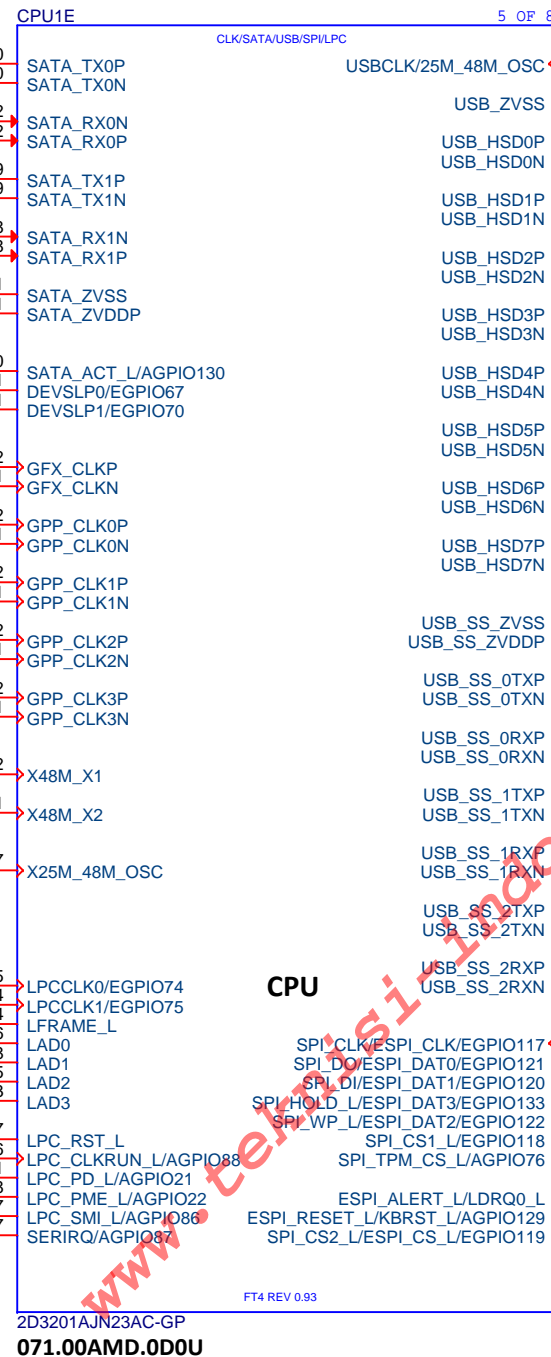 CPU1E
5 OF 8
CLK/SATA/USB/SPI/LPC
SATA_TX0P
SATA_TX0N
SATA_RX0N
SATA_RX0P
SATA_TX1P
SATA_TX1N
SATA_RX1N
SATA_RX1P
SATA_ZVSS
SATA_ZVDDP
SATA_ACT_L/AGPIO130
DEVSLP0/EGPIO67
DEVSLP1/EGPIO70
GFX_CLKP
GFX_CLKN
GPP_CLK0P
GPP_CLK0N
GPP_CLK1P
GPP_CLK1N
GPP_CLK2P
GPP_CLK2N
GPP_CLK3P
GPP_CLK3N
X48M_X1
X48M_X2
X25M_48M_OSC
LPCCLK0/EGPIO74
LPCCLK1/EGPIO75
LFRAME_L
LAD0
LAD1
LAD2
LAD3
LPC_RST_L
LPC_CLKRUN_L/AGPIO88
LPC_PD_L/AGPIO21
LPC_PME_L/AGPIO22
LPC_SMI_L/AGPIO86
SERIRQ/AGPIO87
USBCLK/25M_48M_OSC
USB_ZVSS
USB_HSD0P
USB_HSD0N
USB_HSD1P
USB_HSD1N
USB_HSD2P
USB_HSD2N
USB_HSD3P
USB_HSD3N
USB_HSD4P
USB_HSD4N
USB_HSD5P
USB_HSD5N
USB_HSD6P
USB_HSD6N
USB_HSD7P
USB_HSD7N
USB_SS_ZVSS
USB_SS_ZVDDP
USB_SS_0TXP
USB_SS_0TXN
USB_SS_0RXP
USB_SS_0RXN
USB_SS_1TXP
USB_SS_1TXN
USB_SS_1RXP
USB_SS_1RXN
USB_SS_2TXP
USB_SS_2TXN
USB_SS_2RXP
USB_SS_2RXN
CPU
SPI_CLK/ESPI_CLK/EGPIO117
SPI_DO/ESPI_DAT0/EGPIO121
SPI_DI/ESPI_DAT1/EGPIO120
SPI_HOLD_L/ESPI_DAT3/EGPIO133
SPI_WP_L/ESPI_DAT2/EGPIO122
SPI_CS1_L/EGPIO118
SPI_TPM_CS_L/AGPIO76
ESPI_ALERT_L/LDRQ0_L
ESPI_RESET_L/KBRST_L/AGPIO129
SPI_CS2_L/ESPI_CS_L/EGPIO119
www.teknisi-indo
FT4 REV 0.93
2D3201AJN23AC-GP
071.00AMD.0D0U